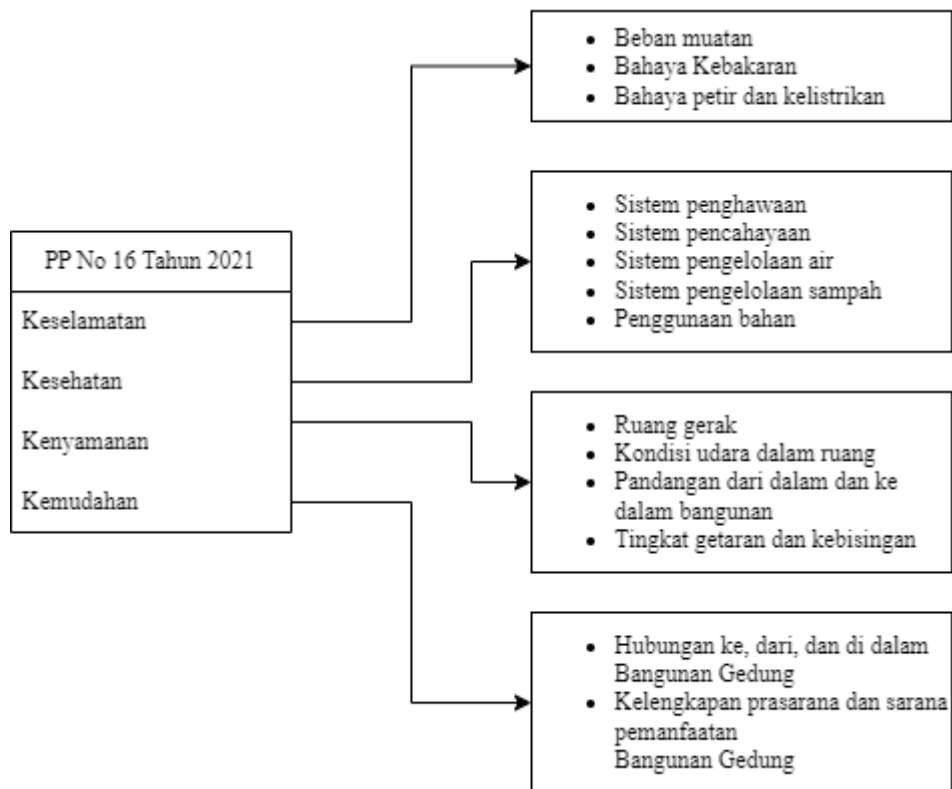 PP No 16 Tahun 2021
Keselamatan
Kesehatan
Kenyamanan
Kemudahan
• Beban muatan
• Bahaya Kebakaran
• Bahaya petir dan kelistrikan
• Sistem penghawaan
• Sistem pencahayaan
• Sistem pengelolaan air
• Sistem pengelolaan sampah
• Penggunaan bahan
• Ruang gerak
• Kondisi udara dalam ruang
• Pandangan dari dalam dan ke
dalam bangunan
• Tingkat getaran dan kebisingan
• Hubungan ke, dari, dan di dalam
Bangunan Gedung
• Kelengkapan prasarana dan sarana
pemanfaatan
Bangunan Gedung